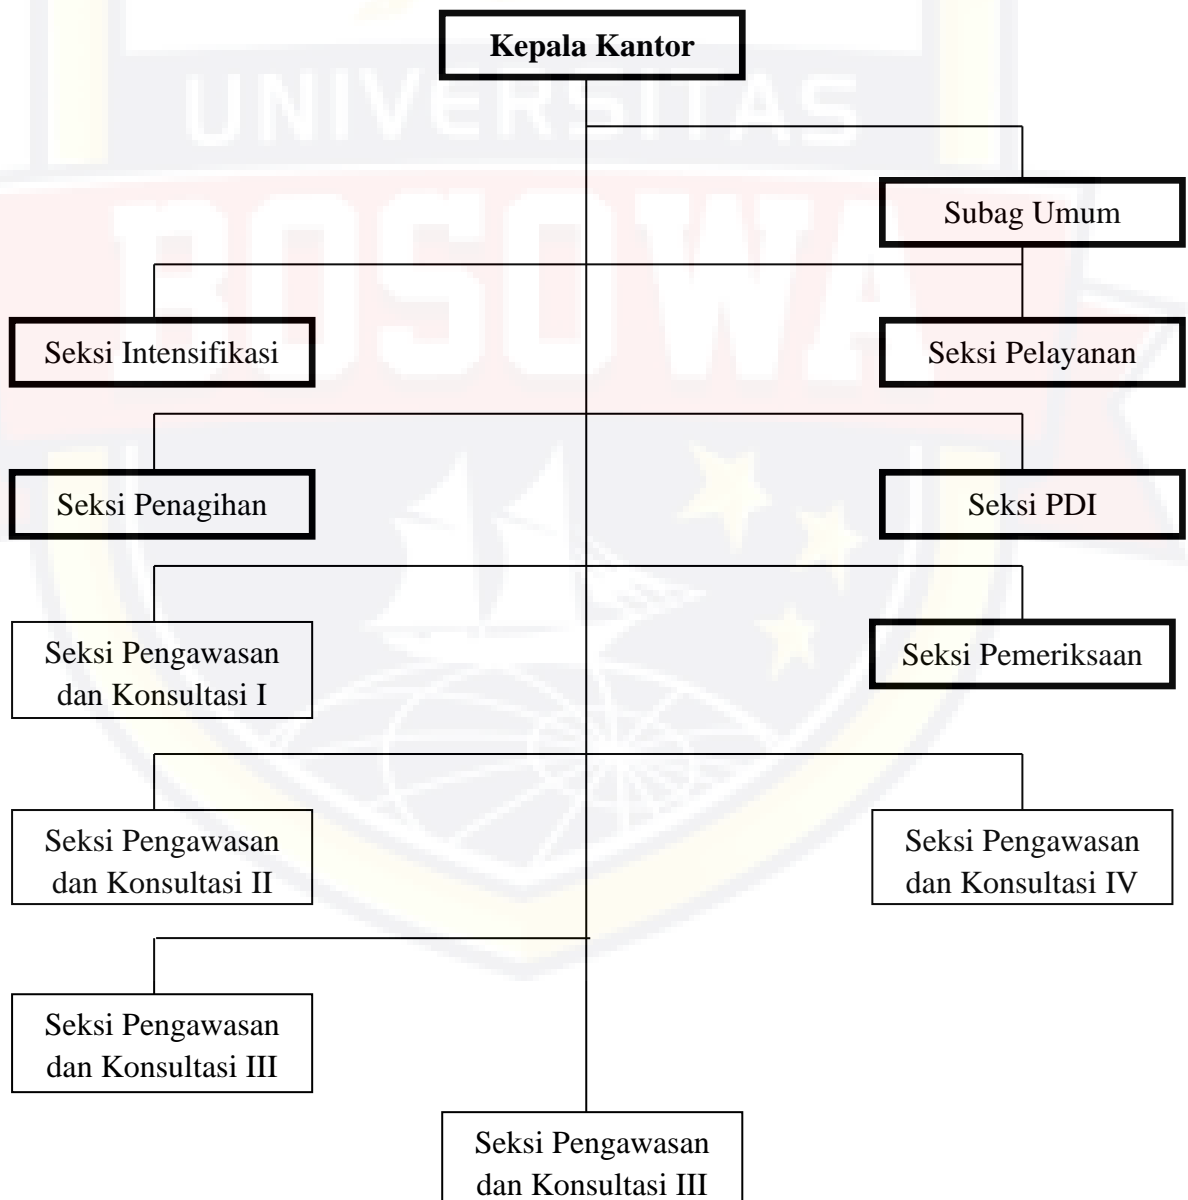 Kepala Kantor
UNIVERSITAS
BOSOWA
Subag Umum
Seksi Intensifikasi
Seksi Pelayanan
Seksi Penagihan
Seksi PDI
Seksi Pengawasan
dan Konsultasi I
Seksi Pemeriksaan
Seksi Pengawasan
dan Konsultasi II
Seksi Pengawasan
dan Konsultasi IV
Seksi Pengawasan
dan Konsultasi III
Seksi Pengawasan
dan Konsultasi III